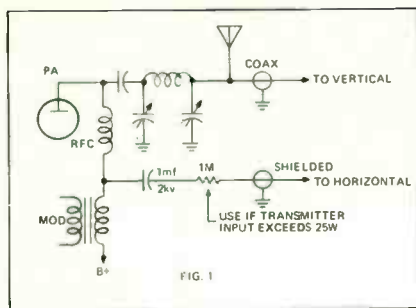 PA
COAX
TO VERTICAL
RFC
1mf
2kv
1M
SHIELDED
TO HORIZONTAL
MOD
USE IF TRANSMITTER
INPUT EXCEEDS 25W
B+
FIG. 1